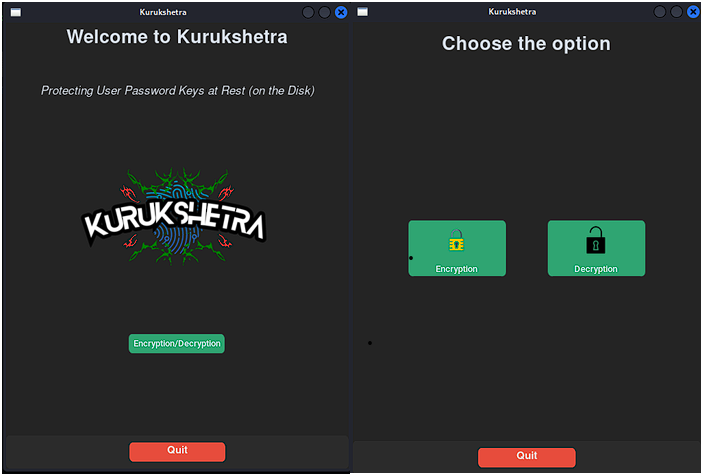 Kurukshetra
Welcome to Kurukshetra
Protecting User Password Keys at Rest (on the Disk)
KURUKSHETRA
Encryption/Decryption
Quit
Kurukshetra
Choose the option
Encryption
Decryption
Quit